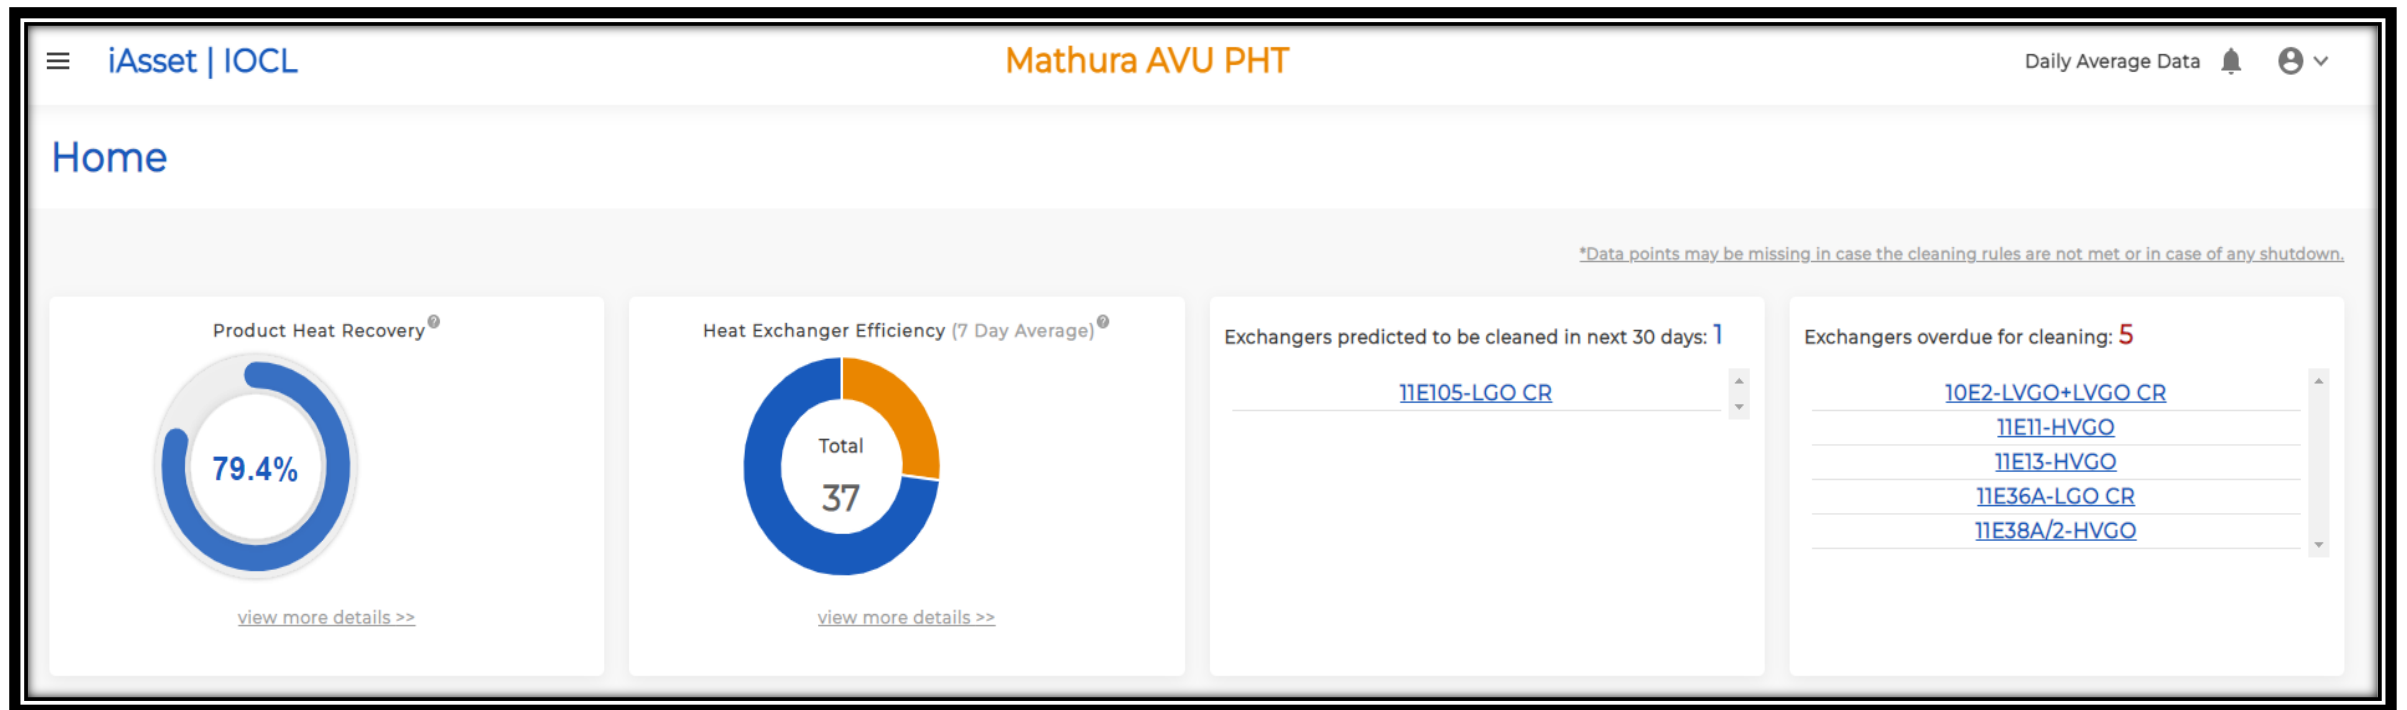 iAsset | IOCL
Mathura AVU PHT
Daily Average Data
Home
*Data points may be missing in case the cleaning rules are not met or in case of any shutdown.
Product Heat Recovery
79.4%
view more details >>
Heat Exchanger Efficiency (7 Day Average)
Total
37
view more details >>
Exchangers predicted to be cleaned in next 30 days: 1
11E105-LGO CR
Exchangers overdue for cleaning: 5
10E2-LVGO+LVGO CR
11E11-HVGO
11E13-HVGO
11E36A-LGO CR
11E38A/2-HVGO